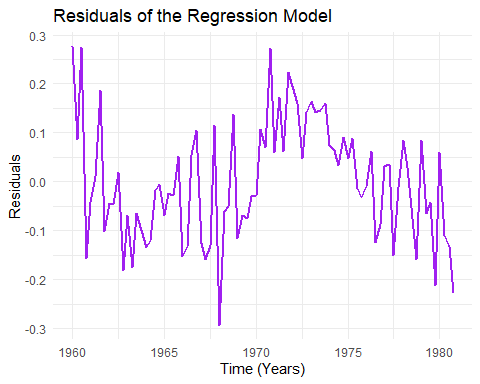 Residuals of the Regression Model
Residuals
0.3
0.2
0.1
0.0
-0.1
-0.2
-0.3
1960 1965 1970 1975 1980
Time (Years)